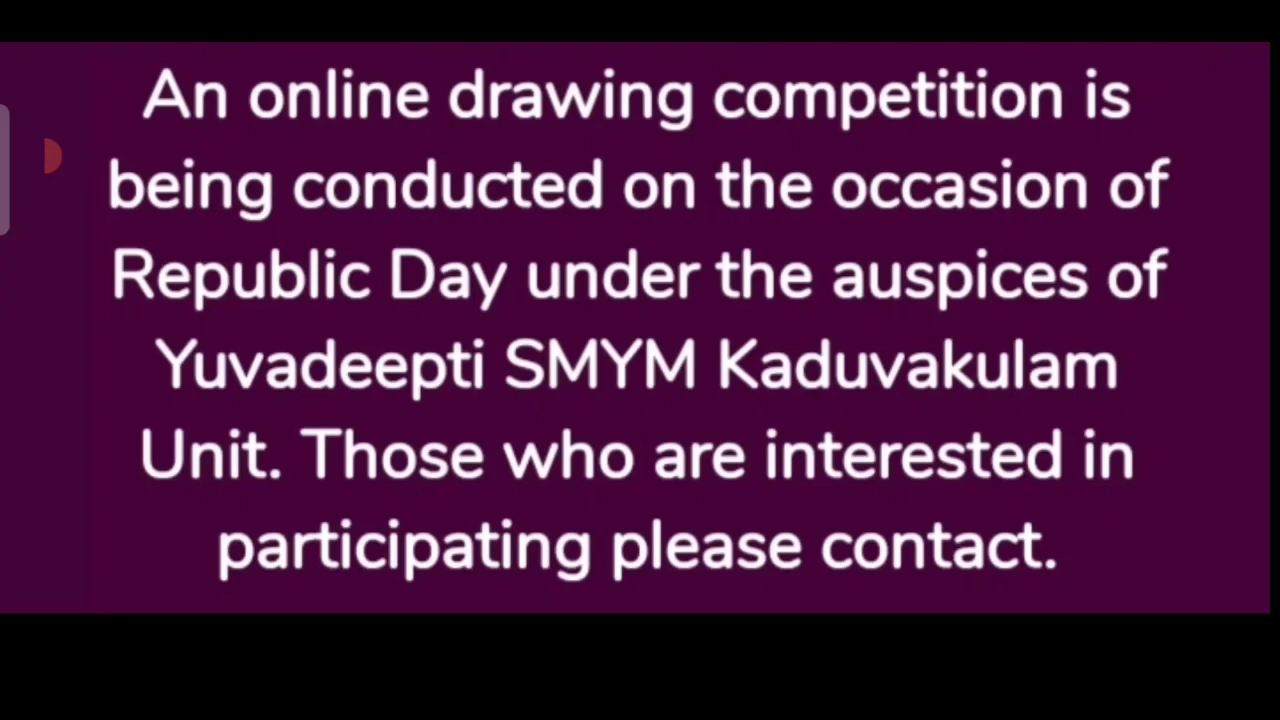 An online drawing competition is
being conducted on the occasion of
Republic Day under the auspices of
Yuvadeepti SMYM Kaduvakulam
Unit. Those who are interested in
participating please contact.